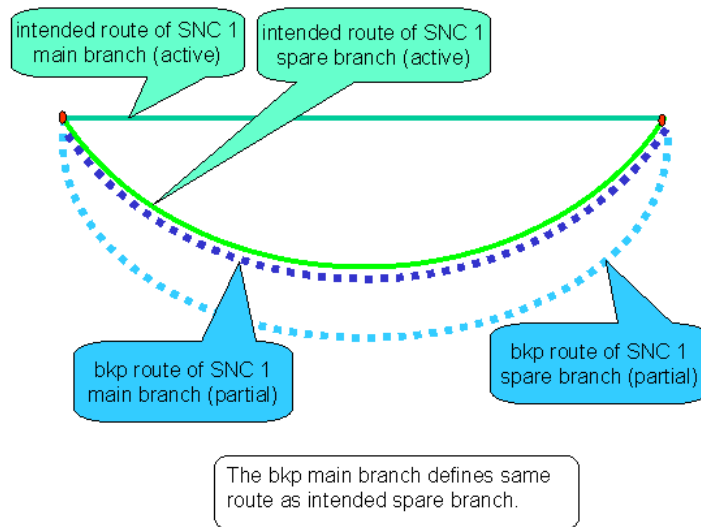 intended route of SNC 1
main branch (active)
intended route of SNC 1
spare branch (active)
bkp route of SNC 1
main branch (partial)
bkp route of SNC 1
spare branch (partial)
The bkp main branch defines same
route as intended spare branch.